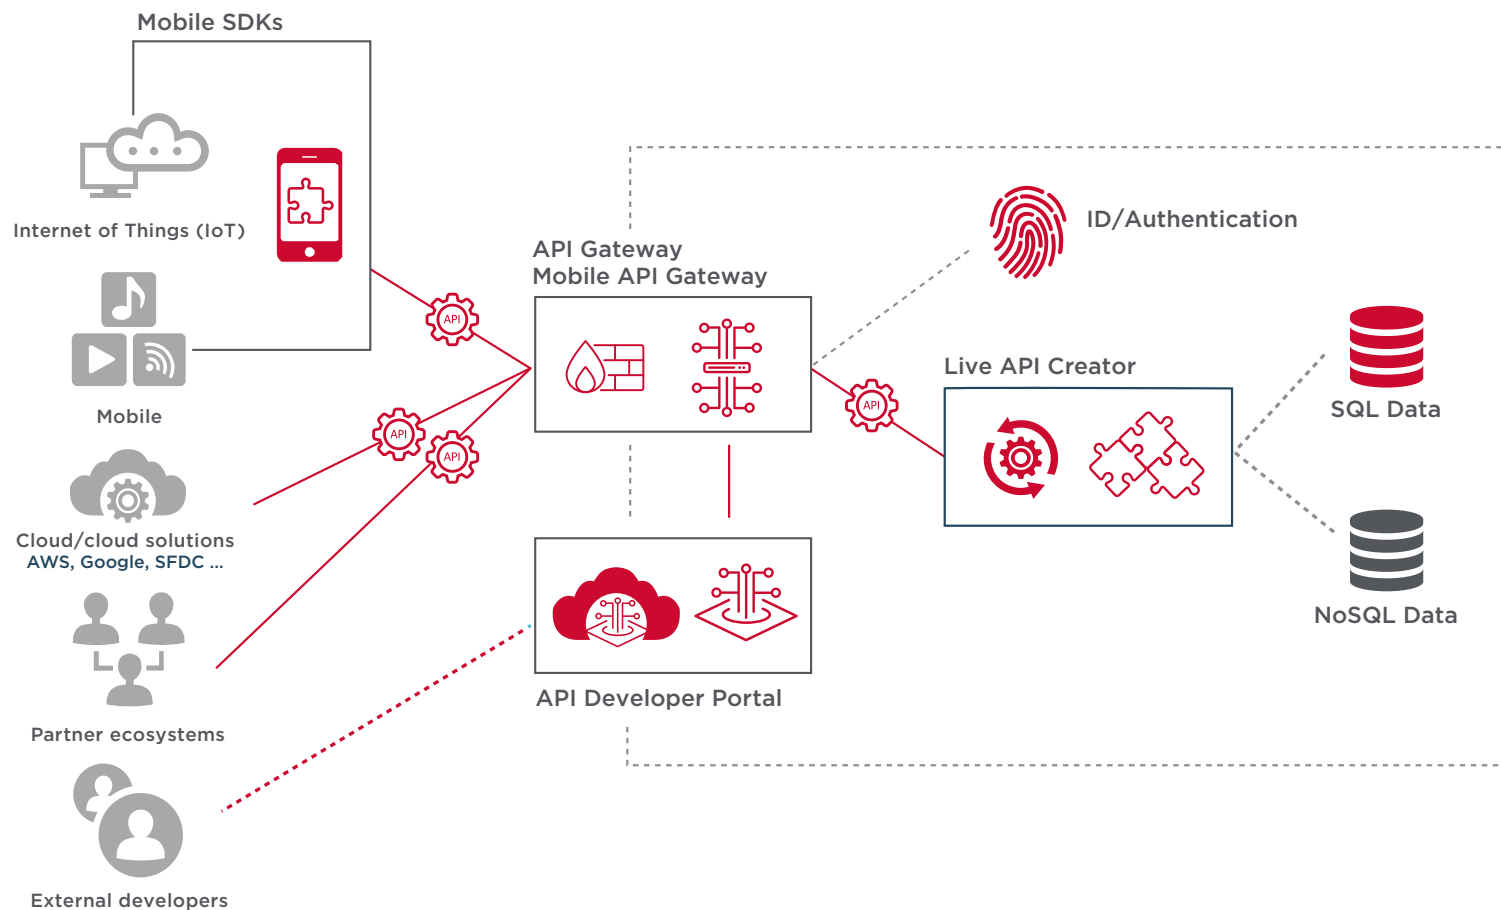 Mobile SDKs
Internet of Things (IoT)
Mobile
Cloud/cloud solutions
AWS, Google, SFDC ...
Partner ecosystems
External developers
API
API
API
API Gateway
Mobile API Gateway
API Developer Portal
ID/Authentication
API
Live API Creator
SQL Data
NoSQL Data